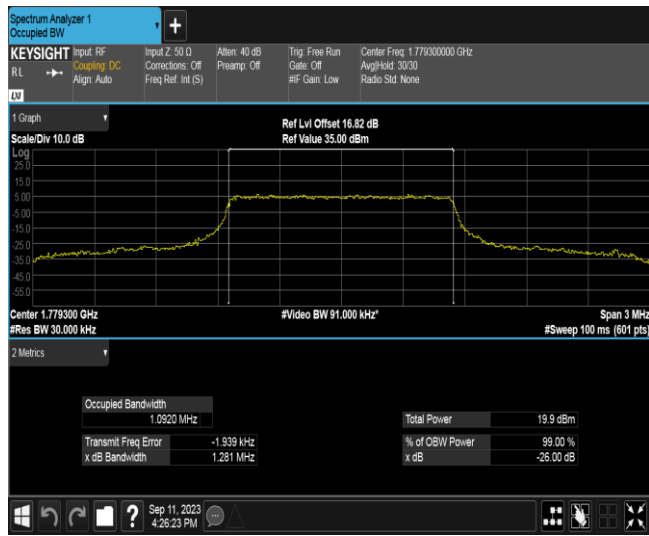 Spectrum Analyzer 1
Occupied BW
+
KEYSIGHT Input: RF Input Z: 50 Ω Atten: 40 dB Trig: Free Run Center Freq: 1.779300000 GHz
RL Coupling: DC Corrections: Off Preamp: Off Gate: Off Avg|Hold: 30/30
Align: Auto Freq Ref: Int (S) #IF Gain: Low Radio Std: None
LXI
1 Graph Ref Lvl Offset 16.82 dB
Scale/Div 10.0 dB Ref Value 35.00 dBm
Log
25.0
15.0
5.00
-5.00
-15.0
-25.0
-35.0
-45.0
-55.0
Center 1.779300 GHz #Video BW 91.000 kHz* Span 3 MHz
#Res BW 30.000 kHz #Sweep 100 ms (601 pts)
2 Metrics
Occupied Bandwidth
1.0920 MHz Total Power 19.9 dBm
Transmit Freq Error -1.939 kHz % of OBW Power 99.00 %
x dB Bandwidth 1.281 MHz x dB -26.00 dB
? Sep 11, 2023
4:26:23 PM